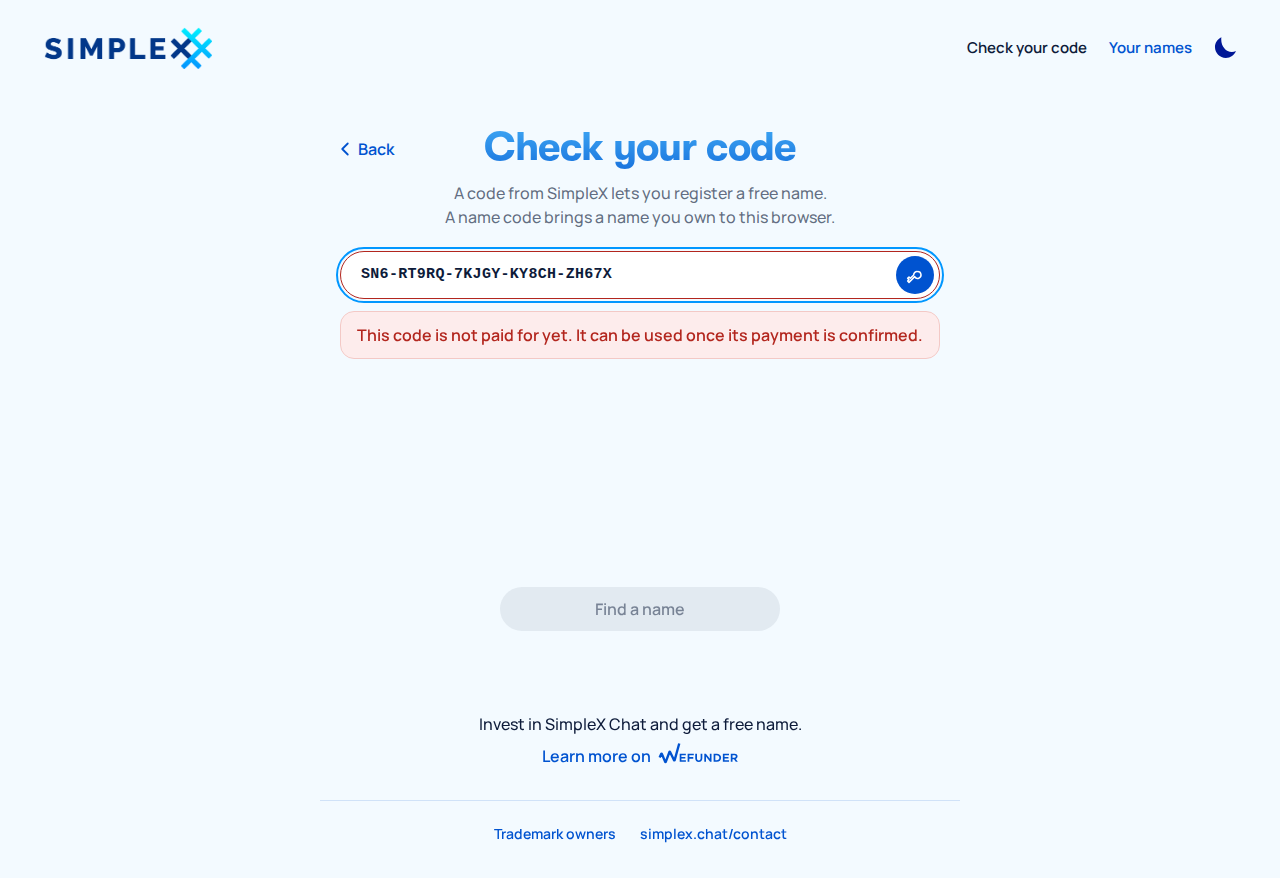 SIMPLEX
Check your code
Your names
Back
Check your code
A code from SimpleX lets you register a free name.
A name code brings a name you own to this browser.
SN6-RT9RQ-7KJGY-KY8CH-ZH67X
This code is not paid for yet. It can be used once its payment is confirmed.
Find a name
Invest in SimpleX Chat and get a free name.
Learn more on WEFUNDER
Trademark owners
simplex.chat/contact